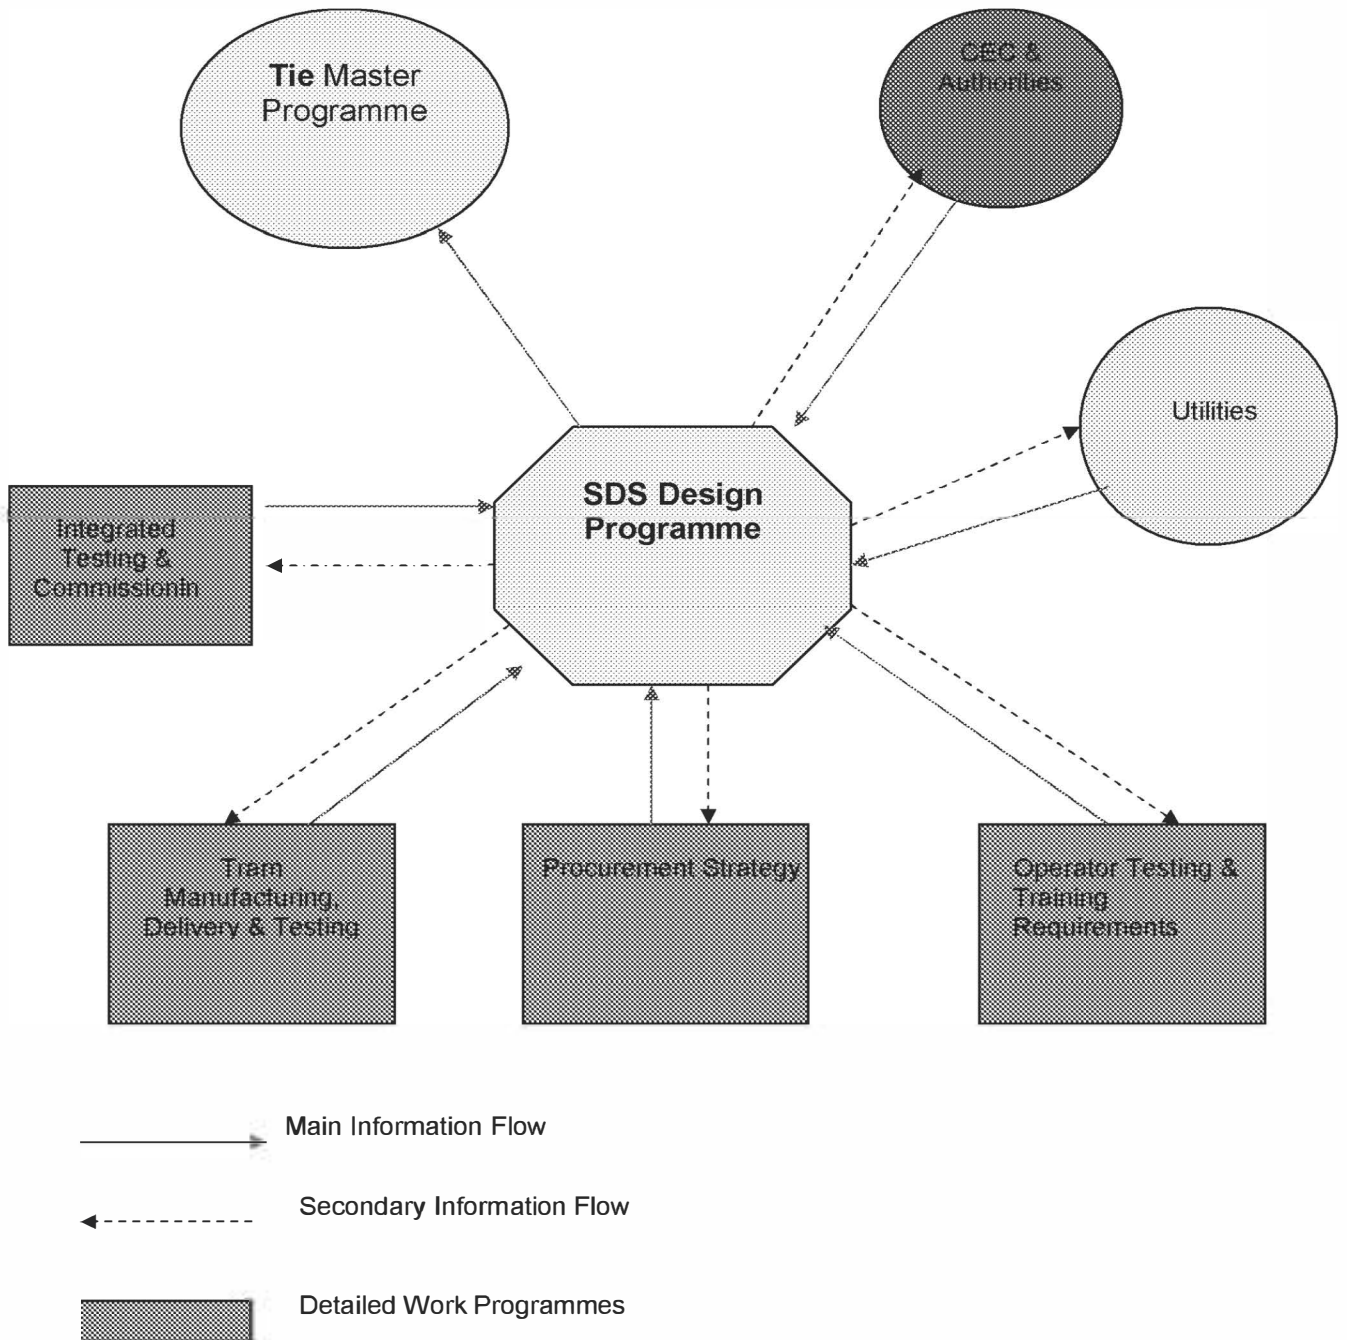 Tie Master
Programme
CEC &
Authorities
Utilities
SDS Design
Programme
Integrated
Testing &
Commissionin
Tram
Manufacturing,
Delivery & Testing
Procurement Strategy
Operator Testing &
Training
Requirements
Main Information Flow
Secondary Information Flow
Detailed Work Programmes